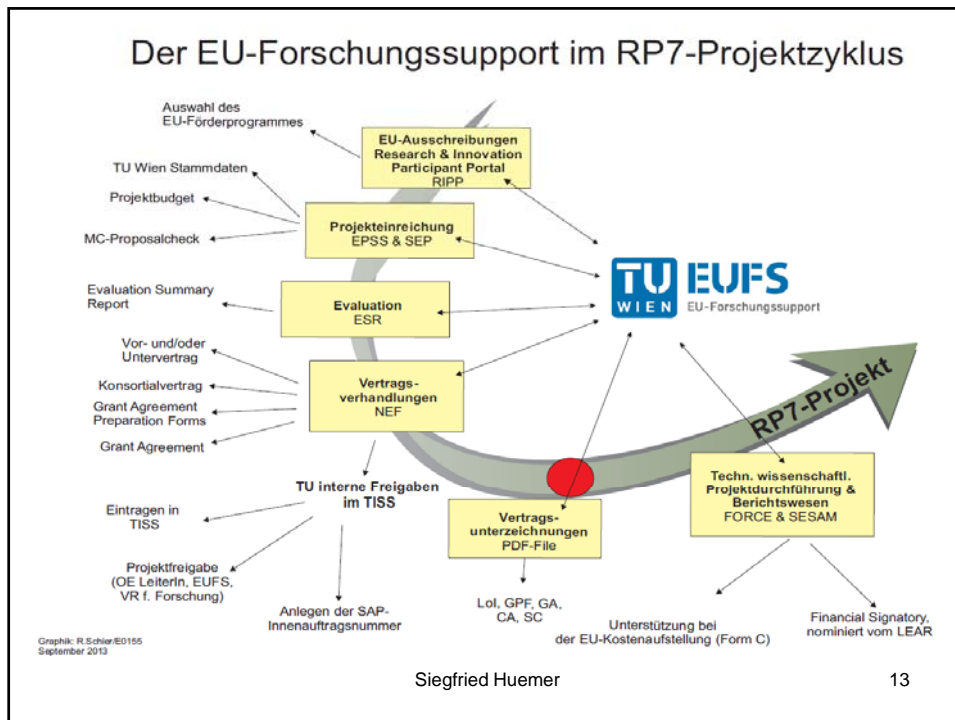 Der EU-Forschungssupport im RP7-Projektzyklus
Auswahl des
EU-Förderprogrammes
EU-Ausschreibungen
Research & Innovation
Participant Portal
RIPP
TU Wien Stammdaten
Projektbudget
MC-Proposalcheck
Projekteinreichung
EPSS & SEP
TU
WIEN
EUFS
EU-Forschungssupport
Evaluation Summary
Report
Evaluation
ESR
Vor- und/oder
Untervertrag
Konsortialvertrag
Grant Agreement
Preparation Forms
Grant Agreement
Vertrags-
verhandlungen
NEF
RP7-Projekt
TU interne Freigaben
im TISS
Eintragen in
TISS
Projektfreigabe
(OE LeiterIn, EUFS,
VR f. Forschung)
Anlegen der SAP-
Innenauftragsnummer
Vertrags-
unterzeichnungen
PDF-File
LoI, GPF, GA,
CA, SC
Techn. wissenschaftl.
Projektdurchführung &
Berichtswesen
FORCE & SESAM
Unterstützung bei
der EU-Kostenaufstellung (Form C)
Financial Signatory,
nominiert vom LEAR
Graphik: R.Schier/E0155
September 2013
Siegfried Huemer
13